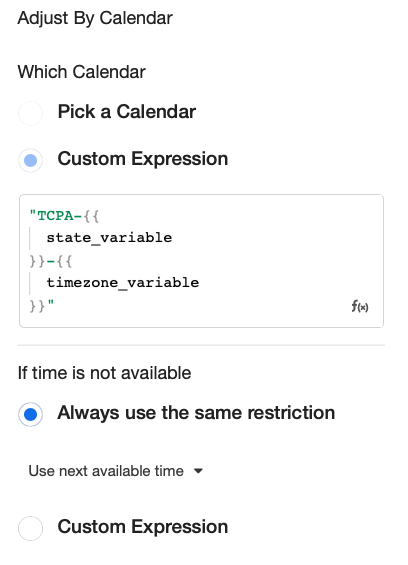 Adjust By Calendar
Which Calendar
Pick a Calendar
Custom Expression
"TCPA-{{
state_variable
}}-{{
timezone_variable
}}"
f(x)
If time is not available
Always use the same restriction
Use next available time
Custom Expression